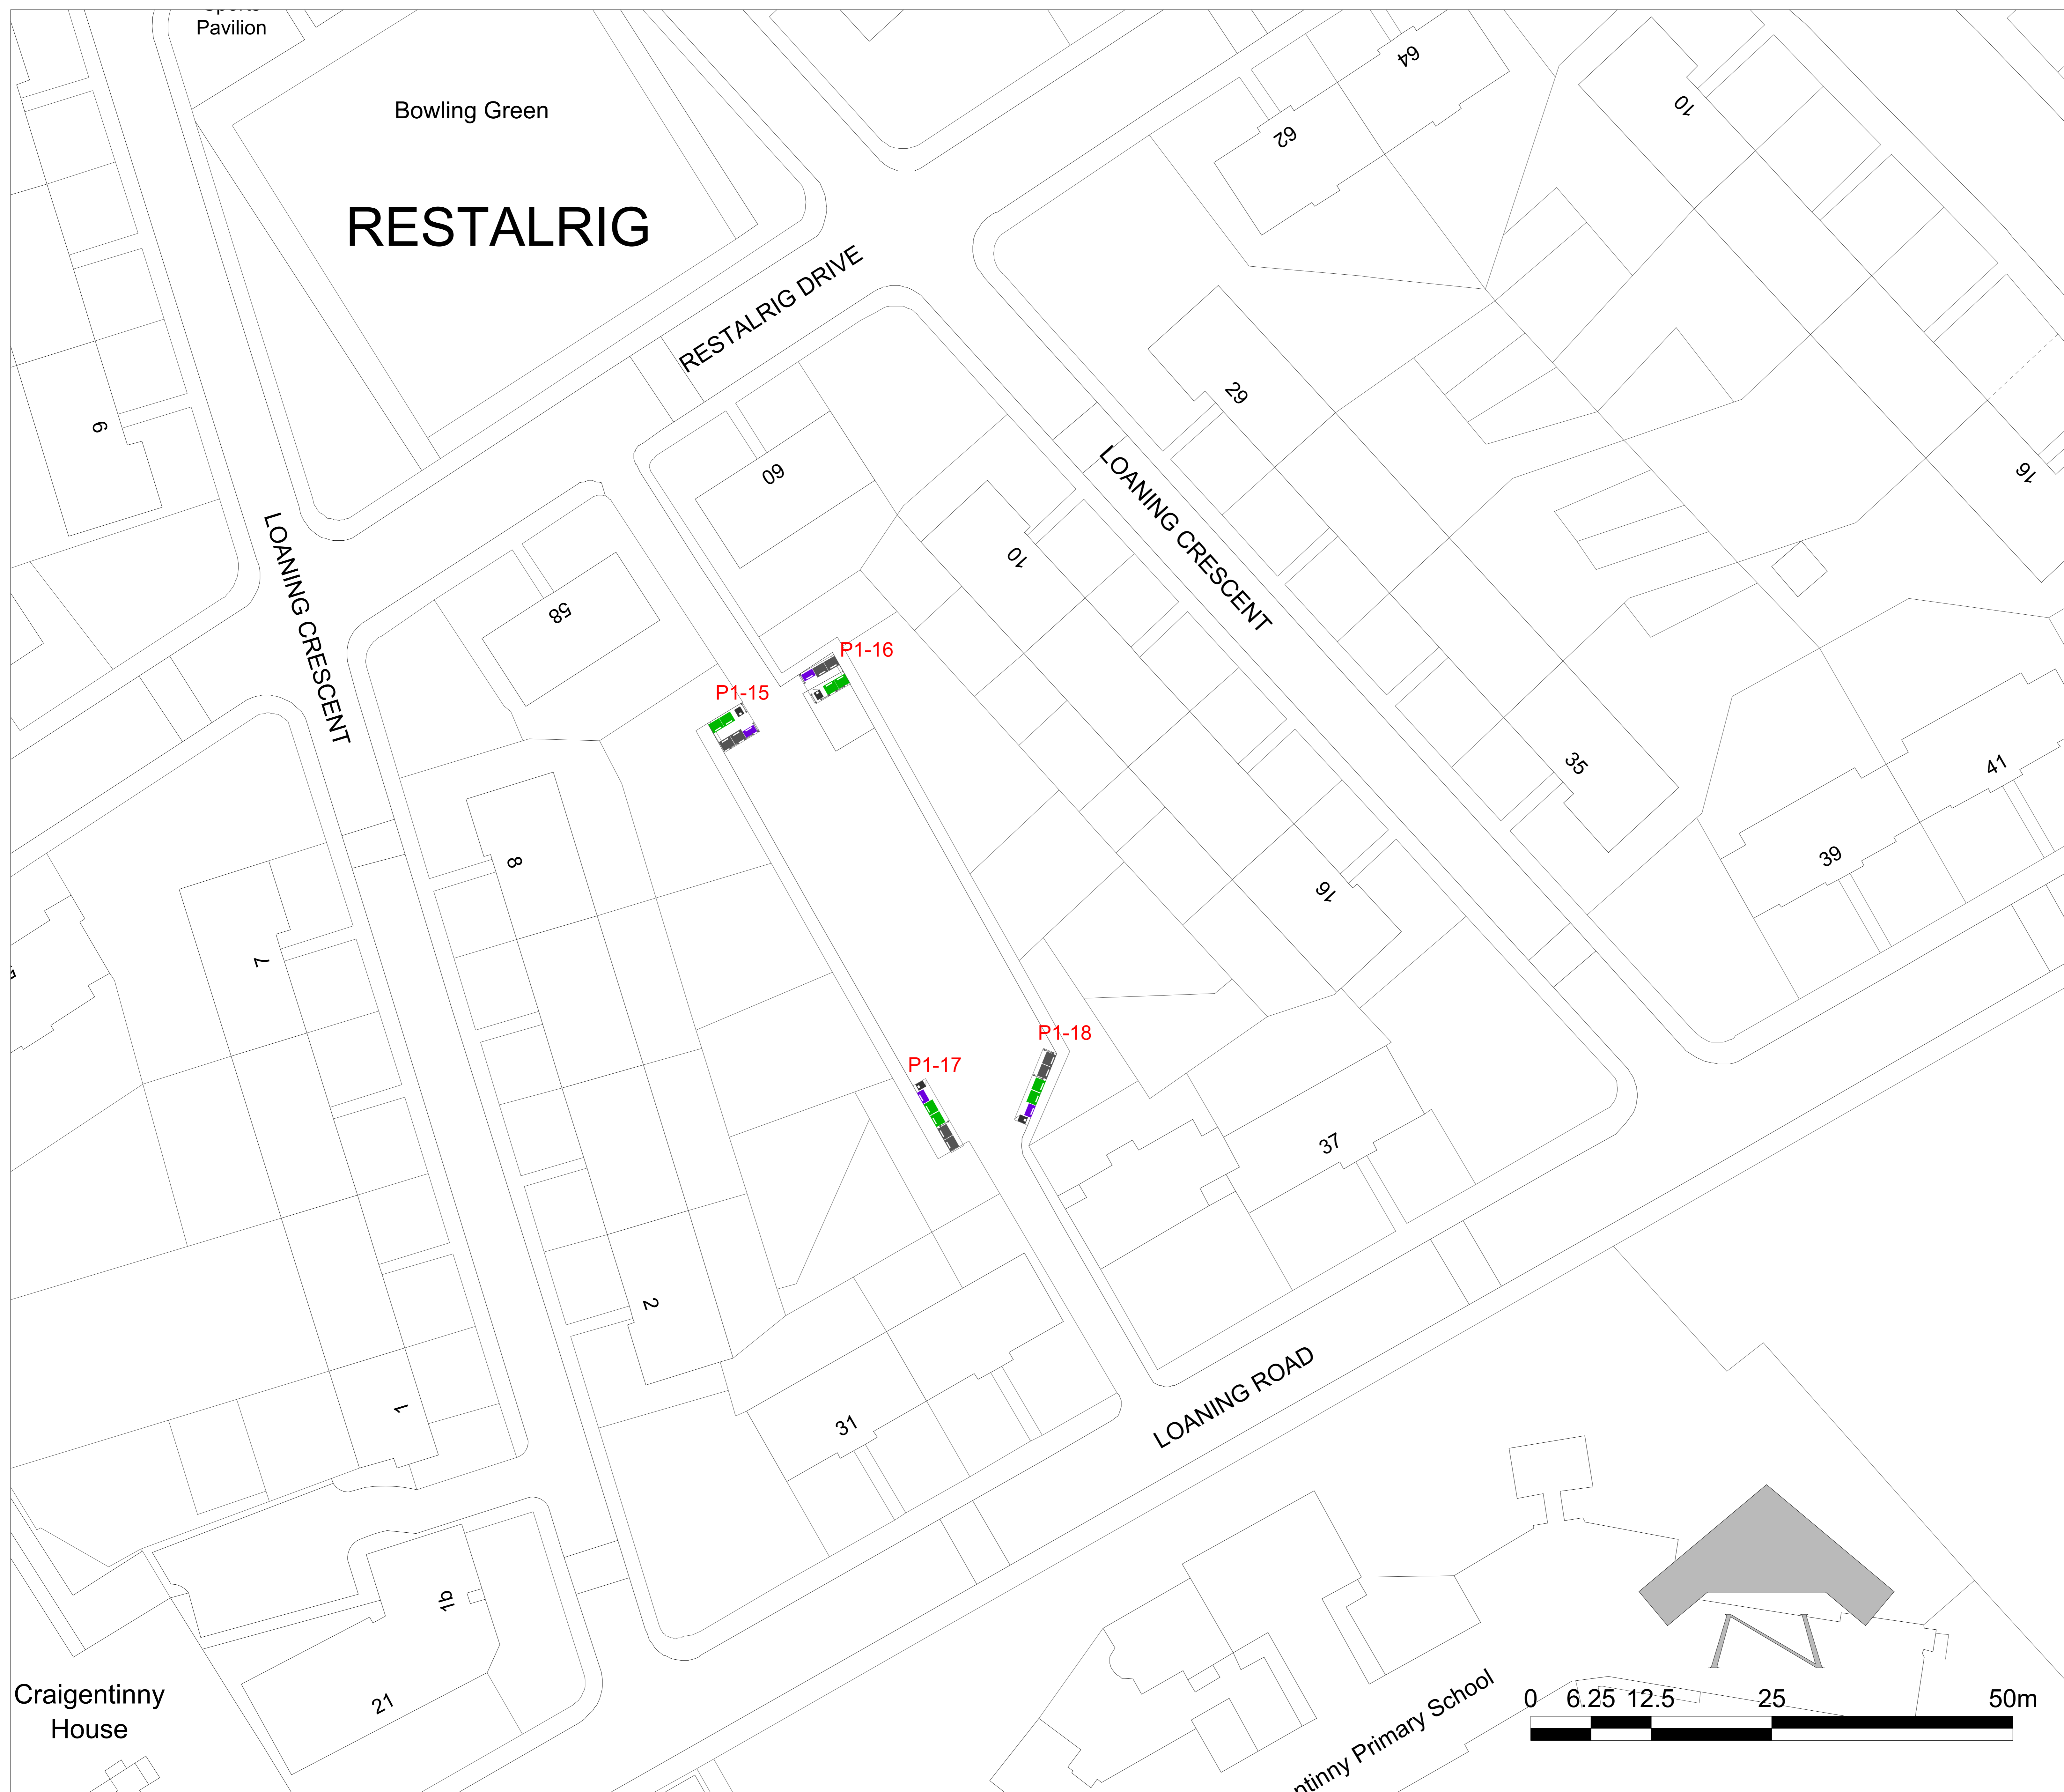 Sports
Pavilion
Bowling Green
RESTALRIG
RESTALRIG DRIVE
64
62
10
29
9
60
LOANING CRESCENT
LOANING CRESCENT
58
10
16
P1-16
P1-15
35
41
39
8
7
16
P1-18
P1-17
37
2
1
31
LOANING ROAD
1b
21
Craigentinny
House
ntinny Primary School
0 6.25 12.5 25 50m
N